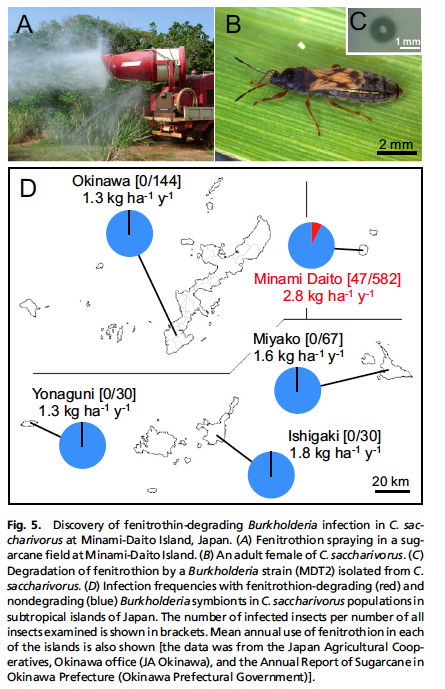 A
B
C
1 mm
2 mm
D
Okinawa [0/144]
1.3 kg ha-1 y-1
Minami Daito [47/582]
2.8 kg ha-1 y-1
Miyako [0/67]
1.6 kg ha-1 y-1
Yonaguni [0/30]
1.3 kg ha-1 y-1
Ishigaki [0/30]
1.8 kg ha-1 y-1
20 km
Fig. 5. Discovery of fenitrothin-degrading Burkholderia infection in C. sac-
charivorus at Minami-Daito Island, Japan. (A) Fenitrothion spraying in a sug-
arcane field at Minami-Daito Island. (B) An adult female of C. saccharivorus. (C)
Degradation of fenitrothion by a Burkholderia strain (MDT2) isolated from C.
saccharivorus. (D) Infection frequencies with fenitrothion-degrading (red) and
nondegrading (blue) Burkholderia symbionts in C. saccharivorus populations in
subtropical islands of Japan. The number of infected insects per number of all
insects examined is shown in brackets. Mean annual use of fenitrothion in each
of the islands is also shown [the data was from the Japan Agricultural Coop-
eratives, Okinawa office (JA Okinawa), and the Annual Report of Sugarcane in
Okinawa Prefecture (Okinawa Prefectural Government)].